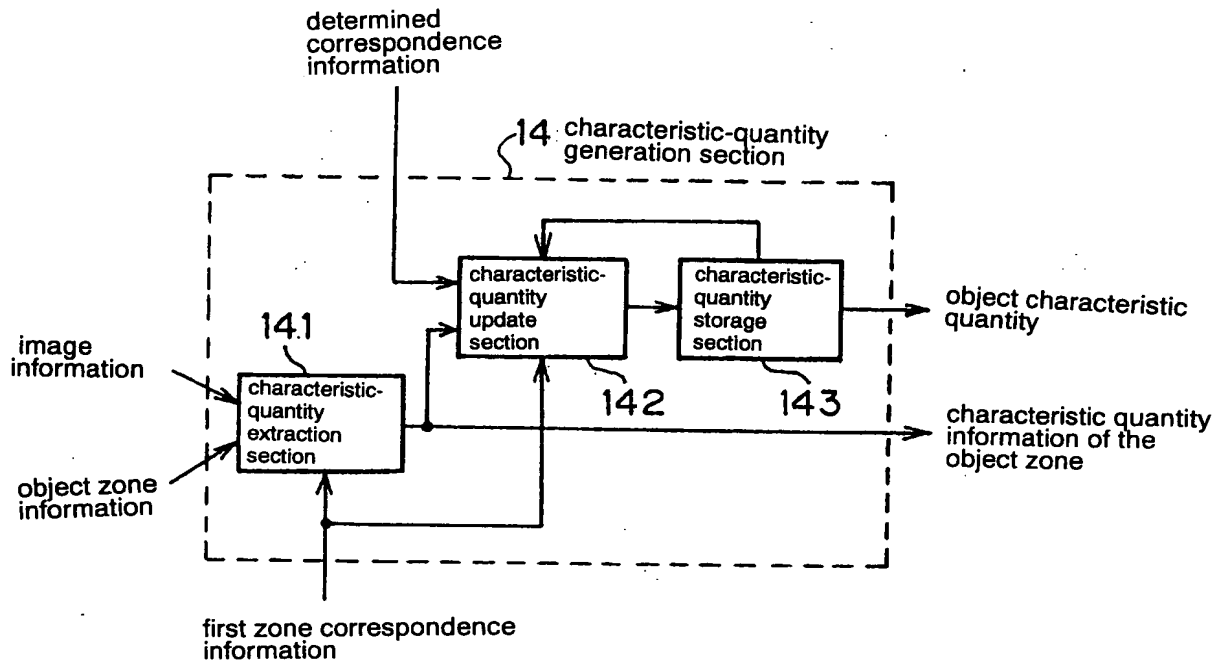 determined
correspondence
information
14 characteristic-quantity
generation section
characteristic-
quantity
update
section
characteristic-
quantity
storage
section
object characteristic
quantity
141
image
information
142
143
characteristic-
quantity
extraction
section
characteristic quantity
information of the
object zone
object zone
information
first zone correspondence
information